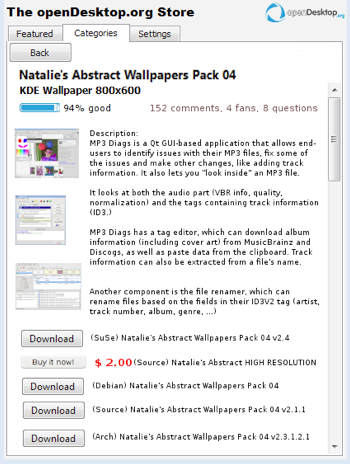 The openDesktop.org Store
openDesktop.org
Featured Categories Settings
Back
Natalie's Abstract Wallpapers Pack 04
KDE Wallpaper 800x600
94% good 152 comments, 4 fans, 8 questions
Description:
MP3 Diags is a Qt GUI-based application that allows end-
users to identify issues with their MP3 files, fix some of
the issues and make other changes, like adding track
information. It also lets you "look inside" an MP3 file.
It looks at both the audio part (VBR info, quality,
normalization) and the tags containing track information
(ID3.)
MP3 Diags has a tag editor, which can download album
information (including cover art) from MusicBrainz and
Discogs, as well as paste data from the clipboard. Track
information can also be extracted from a file's name.
Another component is the file renamer, which can
rename files based on the fields in their ID3V2 tag (artist,
track number, album, genre, ...)
Download (SuSe) Natalie's Abstract Wallpapers Pack 04 v2.4
Buy it now! $ 2.00 (Source) Natalie's Abstract HIGH RESOLUTION
Download (Debian) Natalie's Abstract Wallpapers Pack 04
Download (Source) Natalie's Abstract Wallpapers Pack 04 v2.1.1
Download (Arch) Natalie's Abstract Wallpapers Pack 04 v2.3.1.2.1